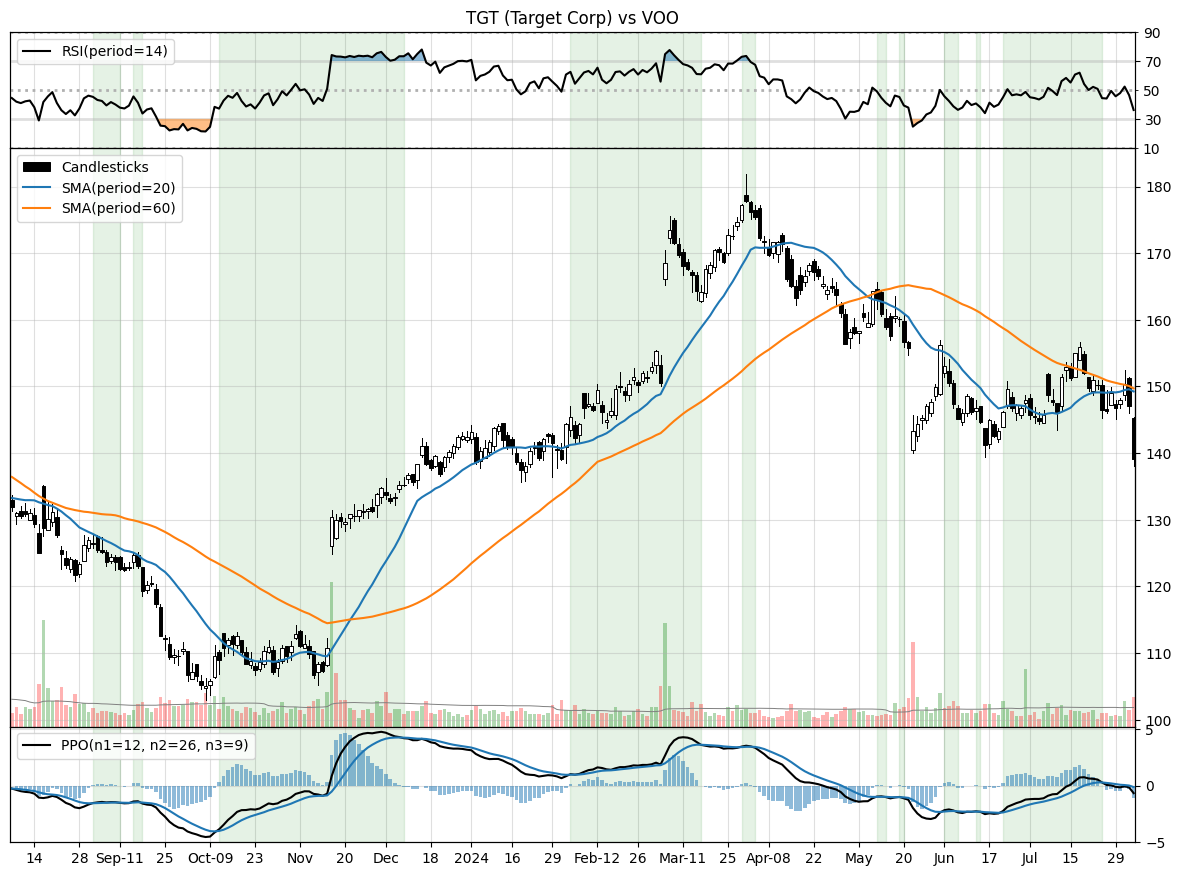 TGT (Target Corp) vs VOO
RSI(period=14)
90
70
50
30
10
Candlesticks
SMA(period=20)
SMA(period=60)
180
170
160
150
140
130
120
110
100
PPO(n1=12, n2=26, n3=9)
5
0
−5
14 28 Sep-11 25 Oct-09 23 Nov 20 Dec 18 2024 16 29 Feb-12 26 Mar-11 25 Apr-08 22 May 20 Jun 17 Jul 15 29